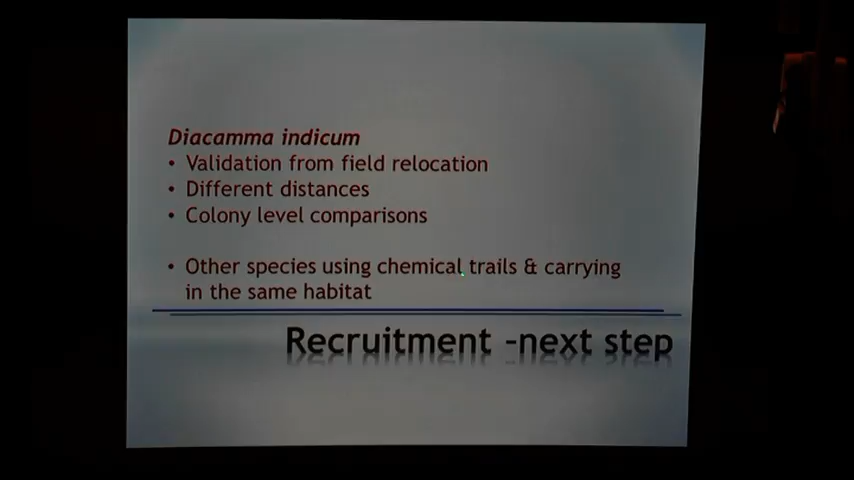 Diacamma indicum
• Validation from field relocation
• Different distances
• Colony level comparisons
• Other species using chemical trails & carrying
in the same habitat
Recruitment -next step